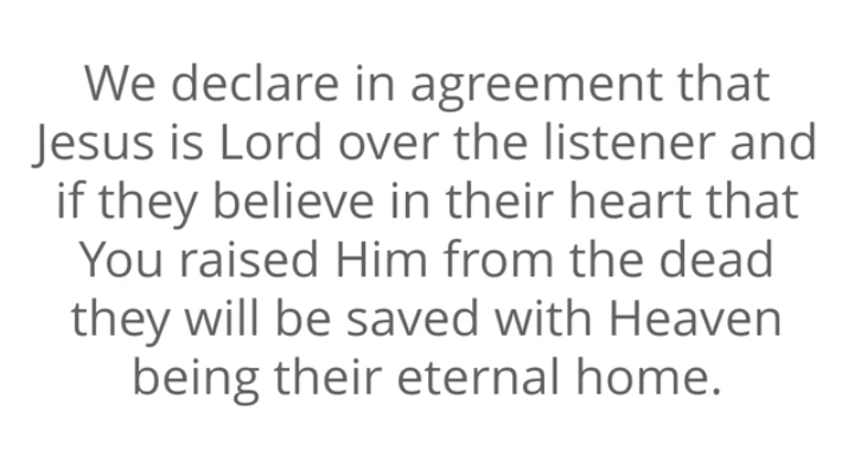 We declare in agreement that
Jesus is Lord over the listener and
if they believe in their heart that
You raised Him from the dead
they will be saved with Heaven
being their eternal home.